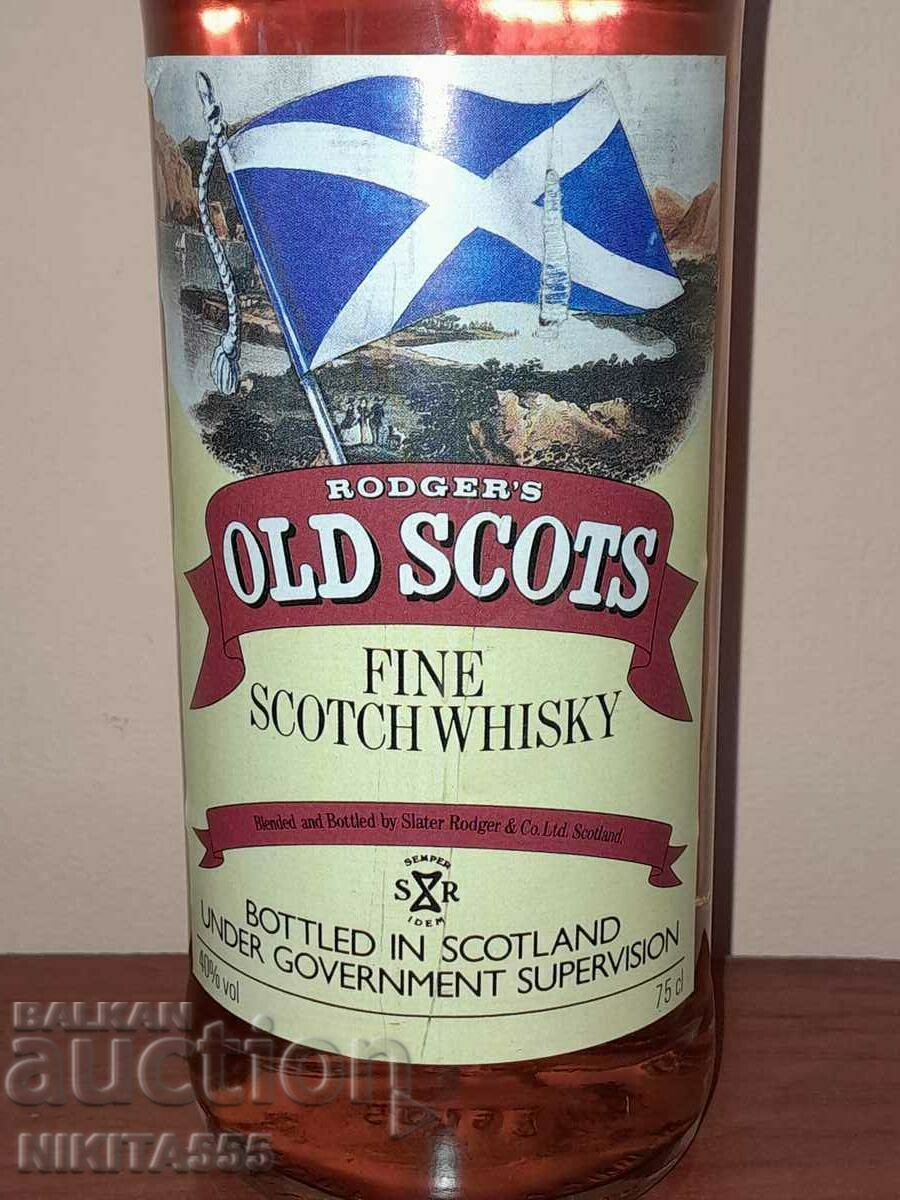 RODGER'S
OLD SCOTS
FINE
SCOTCH WHISKY
Blended and Bottled by Slater Rodger & Co. Ltd. Scotland.
SEMPER
S R
IDEM
BOTTLED IN SCOTLAND
UNDER GOVERNMENT SUPERVISION
40% vol
75 cl
BALKAN
auction
NIKITA555